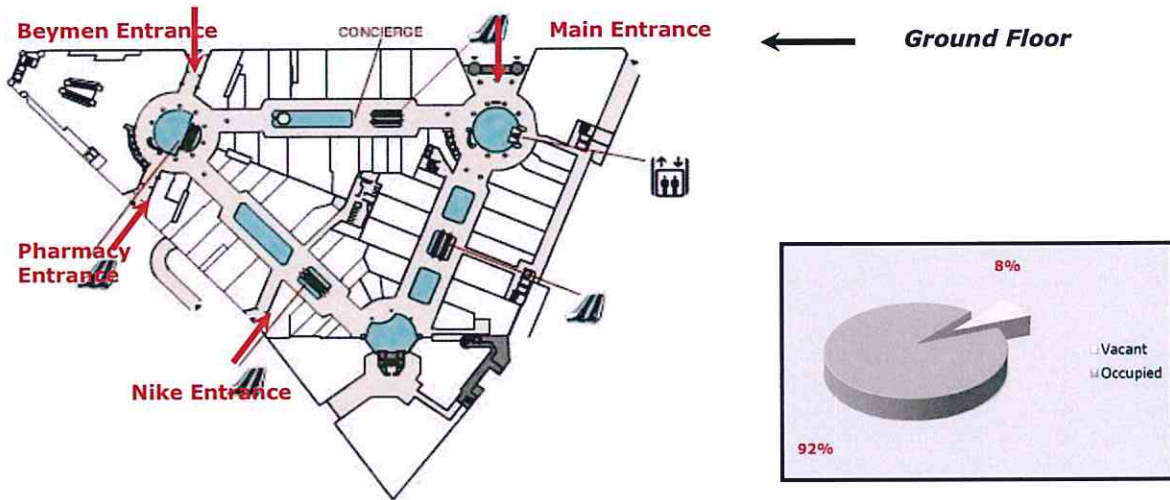 Beymen Entrance
CONCIERGE
Main Entrance
Ground Floor
Pharmacy
Entrance
Nike Entrance
8%
Vacant
Occupied
92%